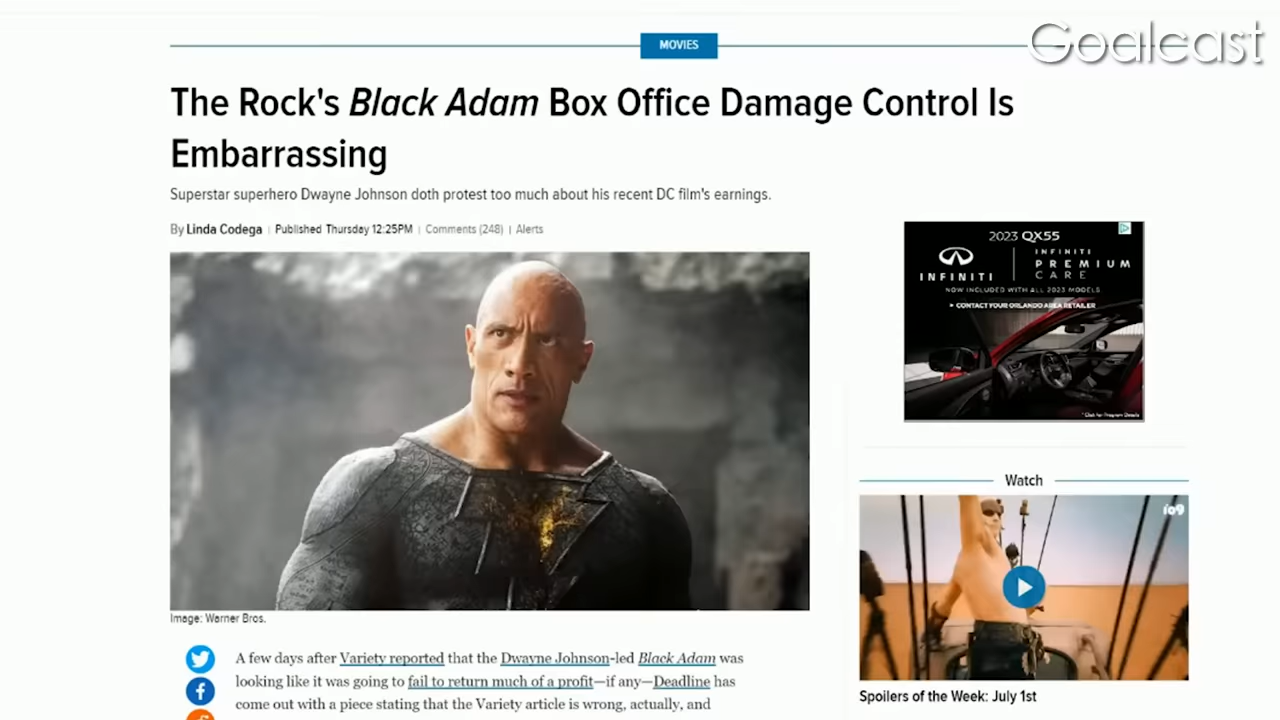 Goalcast
MOVIES
The Rock's Black Adam Box Office Damage Control Is
Embarrassing
Superstar superhero Dwayne Johnson doth protest too much about his recent DC film's earnings.
By Linda Codega | Published Thursday 12:25PM | Comments (248) | Alerts
2023 QX55
INFINITI
INFINITI
PREMIUM
CARE
NOW INCLUDED WITH ALL 2023 MODELS
▸ CONTACT YOUR ORLANDO AREA RETAILER
*Click for Program Details
Image: Warner Bros.
Watch
io9
Spoilers of the Week: July 1st
A few days after Variety reported that the Dwayne Johnson-led Black Adam was
looking like it was going to fail to return much of a profit—if any—Deadline has
come out with a piece stating that the Variety article is wrong, actually, and